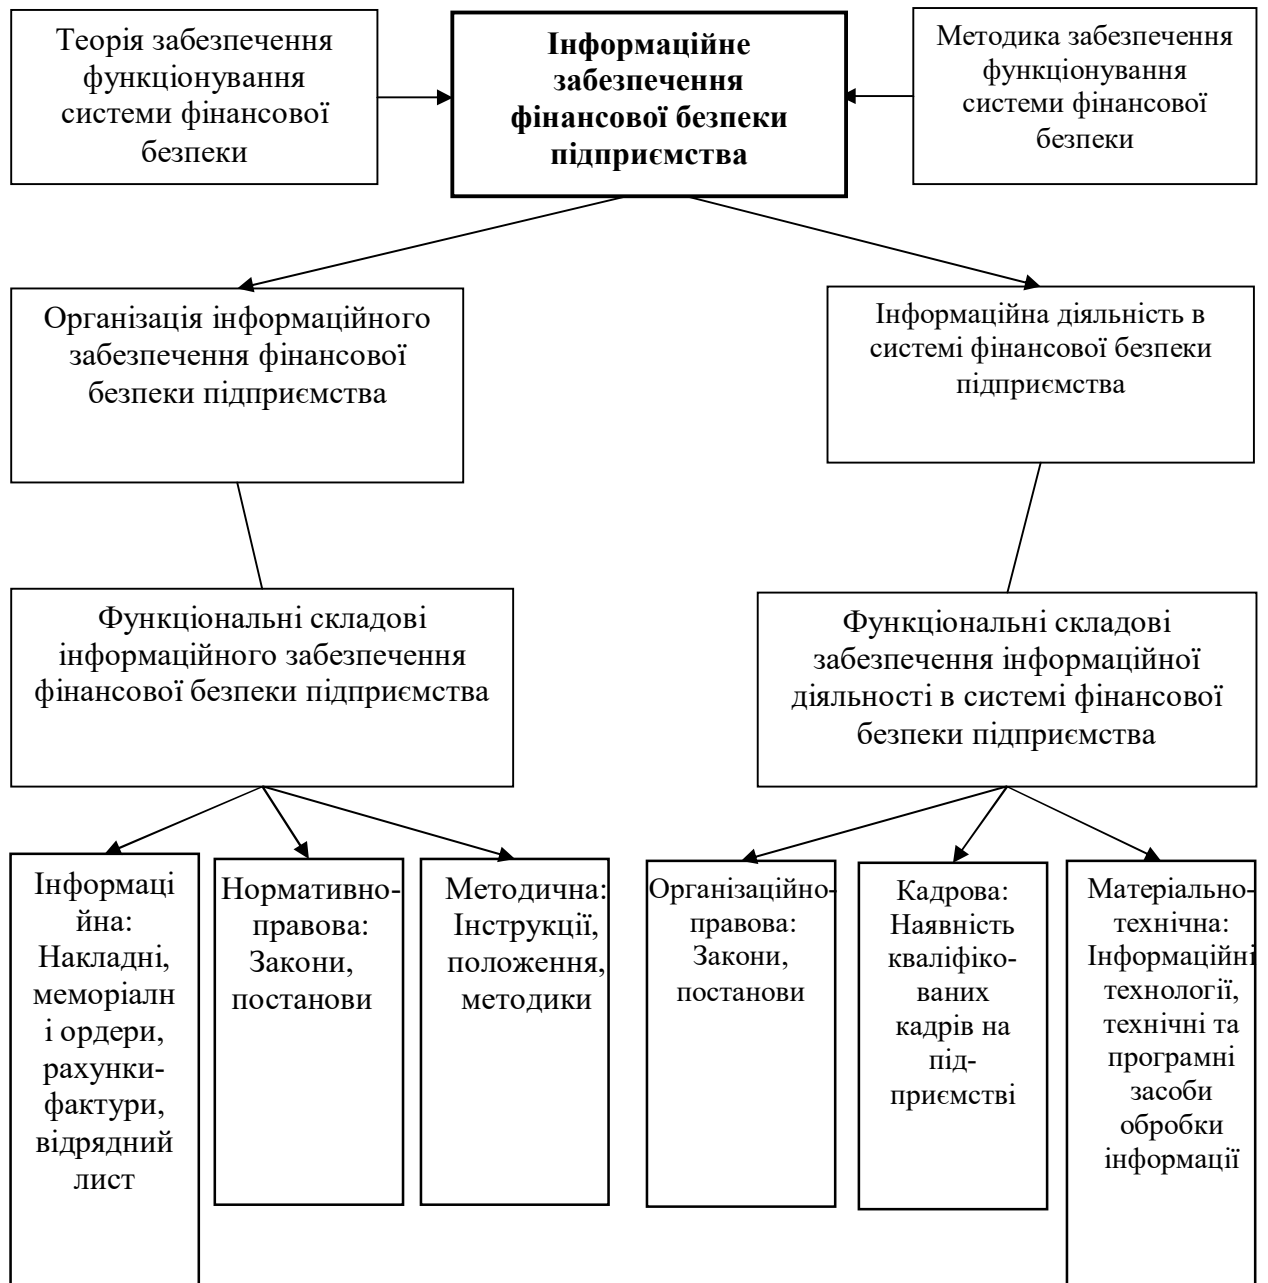 Теорія забезпечення
функціонування
системи фінансової
безпеки
Інформаційне
забезпечення
фінансової безпеки
підприємства
Методика забезпечення
функціонування
системи фінансової
безпеки
Організація інформаційного
забезпечення фінансової
безпеки підприємства
Інформаційна діяльність в
системі фінансової безпеки
підприємства
Функціональні складові
інформаційного забезпечення
фінансової безпеки підприємства
Функціональні складові
забезпечення інформаційної
діяльності в системі фінансової
безпеки підприємства
Інформаці
йна:
Накладні,
меморіалн
і ордери,
рахунки-
фактури,
відрядний
лист
Нормативно-
правова:
Закони,
постанови
Методична:
Інструкції,
положення,
методики
Організаційно-
правова:
Закони,
постанови
Кадрова:
Наявність
кваліфіко-
ваних
кадрів на
під-
приємстві
Матеріально-
технічна:
Інформаційні
технології,
технічні та
програмні
засоби
обробки
інформації